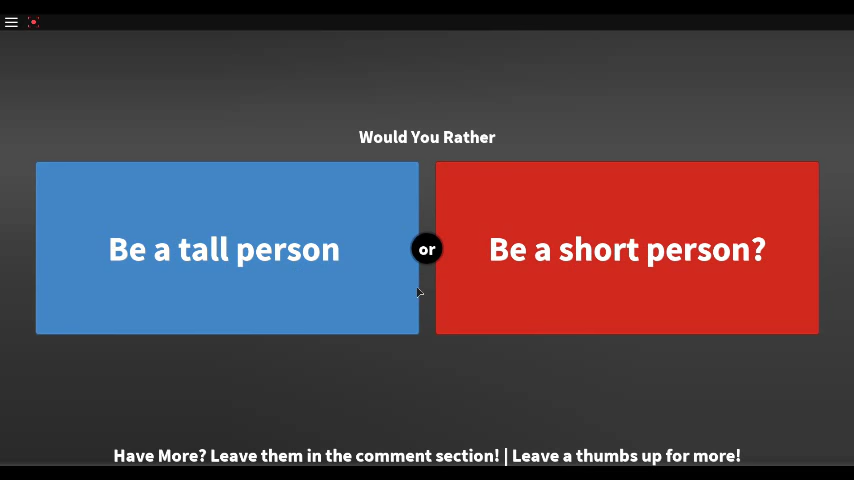 Would You Rather
Be a tall person
or
Be a short person?
Have More? Leave them in the comment section! | Leave a thumbs up for more!